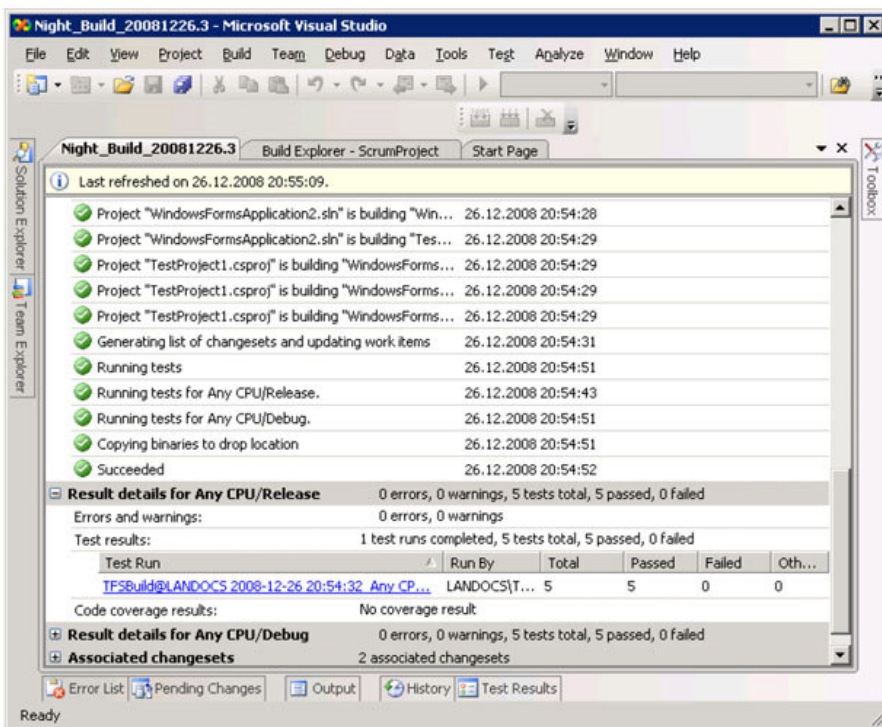 Night_Build_20081226.3 - Microsoft Visual Studio
File Edit View Project Build Team Debug Data Tools Test Analyze Window Help
Night_Build_20081226.3 Build Explorer - ScrumProject Start Page
Solution Explorer
Team Explorer
Toolbox
Last refreshed on 26.12.2008 20:55:09.
Project "WindowsFormsApplication2.sln" is building "Win... 26.12.2008 20:54:28
Project "WindowsFormsApplication2.sln" is building "Tes... 26.12.2008 20:54:29
Project "TestProject1.csproj" is building "WindowsForms... 26.12.2008 20:54:29
Project "TestProject1.csproj" is building "WindowsForms... 26.12.2008 20:54:29
Project "TestProject1.csproj" is building "WindowsForms... 26.12.2008 20:54:29
Generating list of changesets and updating work items 26.12.2008 20:54:31
Running tests 26.12.2008 20:54:51
Running tests for Any CPU/Release. 26.12.2008 20:54:43
Running tests for Any CPU/Debug. 26.12.2008 20:54:51
Copying binaries to drop location 26.12.2008 20:54:51
Succeeded 26.12.2008 20:54:52
Result details for Any CPU/Release 0 errors, 0 warnings, 5 tests total, 5 passed, 0 failed
Errors and warnings: 0 errors, 0 warnings
Test results: 1 test runs completed, 5 tests total, 5 passed, 0 failed
Test Run Run By Total Passed Failed Oth...
TFSBuild@LANDOCS 2008-12-26 20:54:32_Any CP... LANDOCS\T... 5 5 0 0
Code coverage results: No coverage result
Result details for Any CPU/Debug 0 errors, 0 warnings, 5 tests total, 5 passed, 0 failed
Associated changesets 2 associated changesets
Error List Pending Changes Output History Test Results
Ready